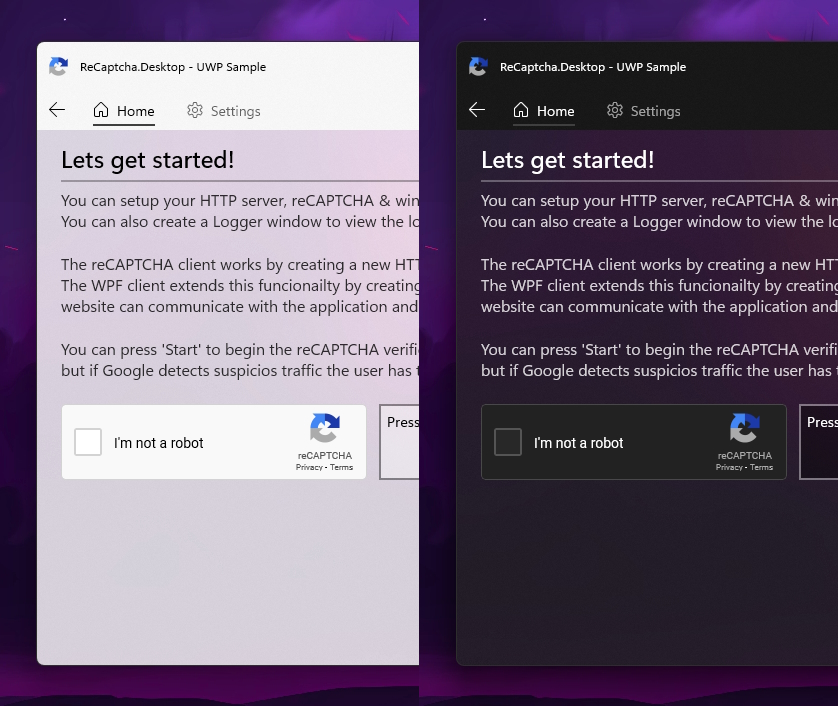 ReCaptcha.Desktop - UWP Sample
Home Settings
Lets get started!
You can setup your HTTP server, reCAPTCHA & win
You can also create a Logger window to view the lo
The reCAPTCHA client works by creating a new HTT
The WPF client extends this funcionailty by creating
website can communicate with the application and
You can press 'Start' to begin the reCAPTCHA verifi
but if Google detects suspicios traffic the user has t
I'm not a robot
reCAPTCHA
Privacy - Terms
Press
ReCaptcha.Desktop - UWP Sample
Home Settings
Lets get started!
You can setup your HTTP server, reCAPTCHA & win
You can also create a Logger window to view the lo
The reCAPTCHA client works by creating a new HTT
The WPF client extends this funcionailty by creating
website can communicate with the application and
You can press 'Start' to begin the reCAPTCHA verifi
but if Google detects suspicios traffic the user has t
I'm not a robot
reCAPTCHA
Privacy - Terms
Press